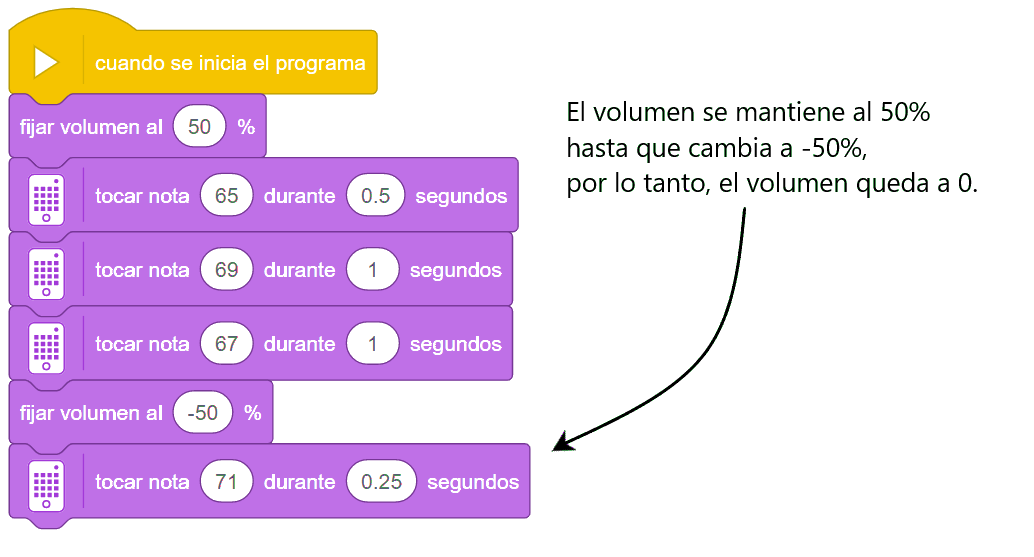 cuando se inicia el programa
fijar volumen al 50 %
tocar nota 65 durante 0.5 segundos
tocar nota 69 durante 1 segundos
tocar nota 67 durante 1 segundos
fijar volumen al -50 %
tocar nota 71 durante 0.25 segundos
El volumen se mantiene al 50%
hasta que cambia a -50%,
por lo tanto, el volumen queda a 0.